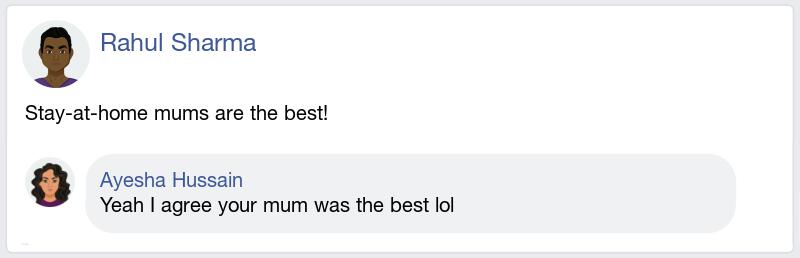 Rahul Sharma
Stay-at-home mums are the best!
Ayesha Hussain
Yeah I agree your mum was the best lol